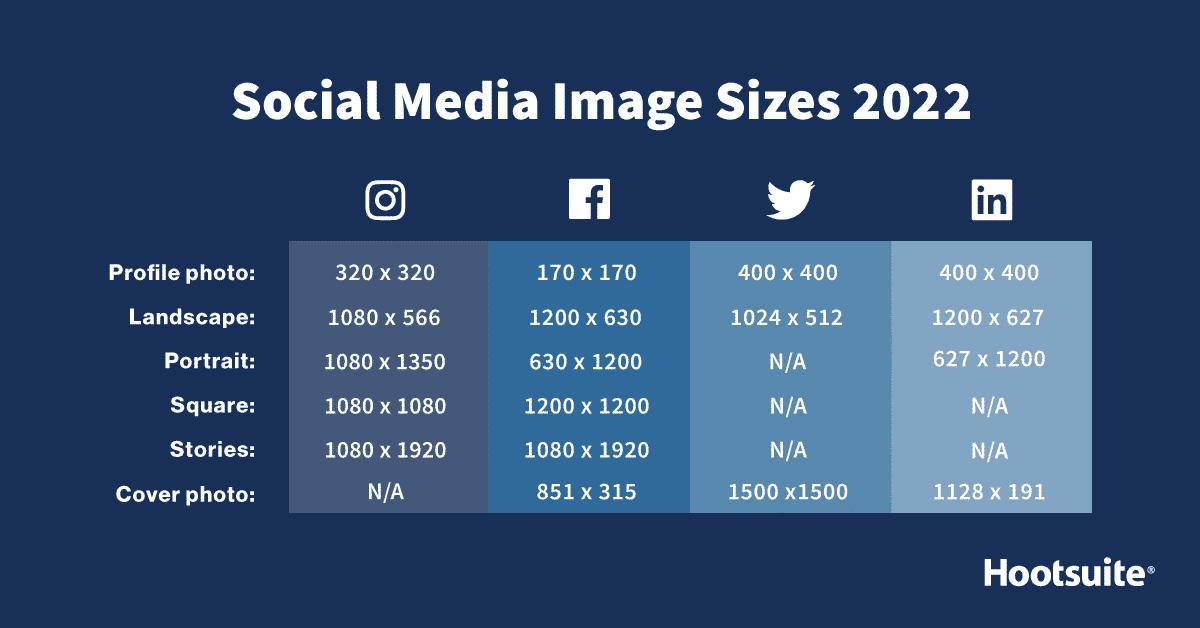 Social Media Image Sizes 2022
Profile photo: 320 x 320 170 x 170 400 x 400 400 x 400
Landscape: 1080 x 566 1200 x 630 1024 x 512 1200 x 627
Portrait: 1080 x 1350 630 x 1200 N/A 627 x 1200
Square: 1080 x 1080 1200 x 1200 N/A N/A
Stories: 1080 x 1920 1080 x 1920 N/A N/A
Cover photo: N/A 851 x 315 1500 x1500 1128 x 191
Hootsuite®